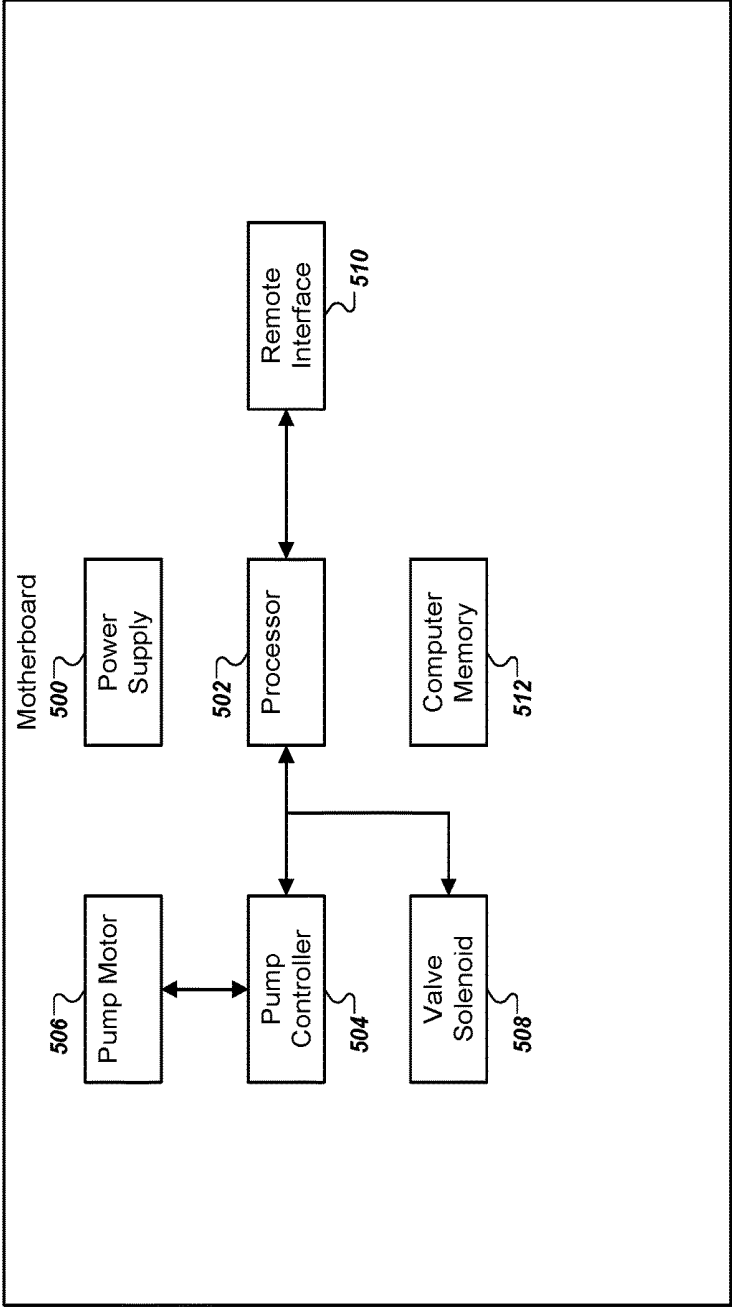 Motherboard
506
Pump Motor
500
Power
Supply
Pump
Controller
504
502
Processor
Remote
Interface
510
Valve
Solenoid
508
Computer
Memory
512